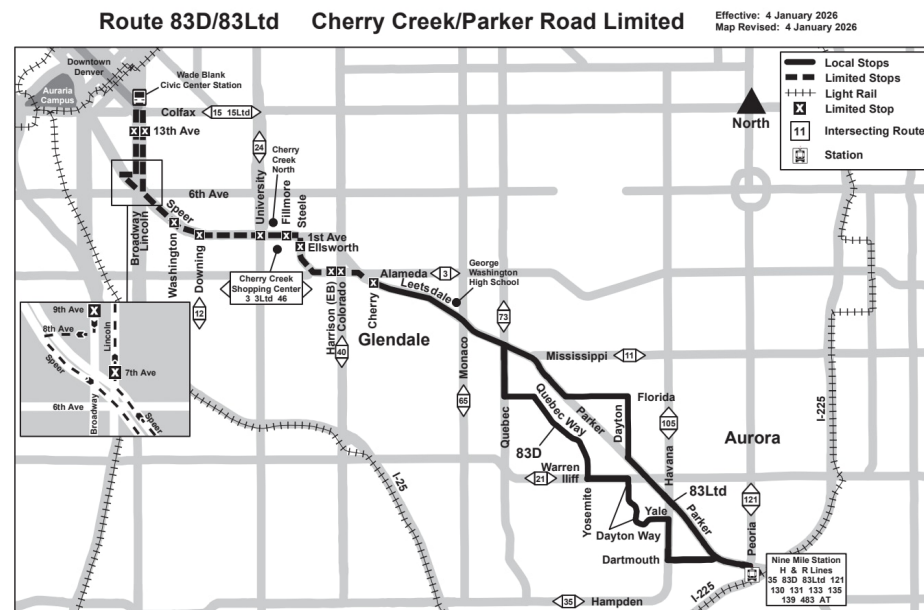 Route 83D/83Ltd Cherry Creek/Parker Road Limited
Effective: 4 January 2026
Map Revised: 4 January 2026
Local Stops
Limited Stops
Light Rail
Limited Stop
11 Intersecting Route
Station
North
Downtown
Denver
Auraria
Campus
Wade Blank
Civic Center Station
Colfax
15 15Ltd
13th Ave
24
Cherry
Creek
North
6th Ave
University
Fillmore
Steele
Speer
Broadway
Lincoln
Washington
Downing
12
1st Ave
Ellsworth
Cherry Creek
Shopping Center
3 3Ltd 46
Harrison (EB)
Colorado
40
Cherry
Alameda
3
Leetsdale
George
Washington
High School
Glendale
Monaco
65
73
Mississippi
11
Quebec
Quebec Way
Parker
Florida
Dayton
105
Havana
Aurora
83D
Warren
21
Iliff
Yosemite
83Ltd
Parker
Yale
Dayton Way
Dartmouth
121
Peoria
I-225
I-25
I-225
35
Hampden
Nine Mile Station
H & R Lines
35 83D 83Ltd 121
130 131 133 135
139 483 AT
9th Ave
8th Ave
Lincoln
7th Ave
Speer
6th Ave
Broadway
Speer